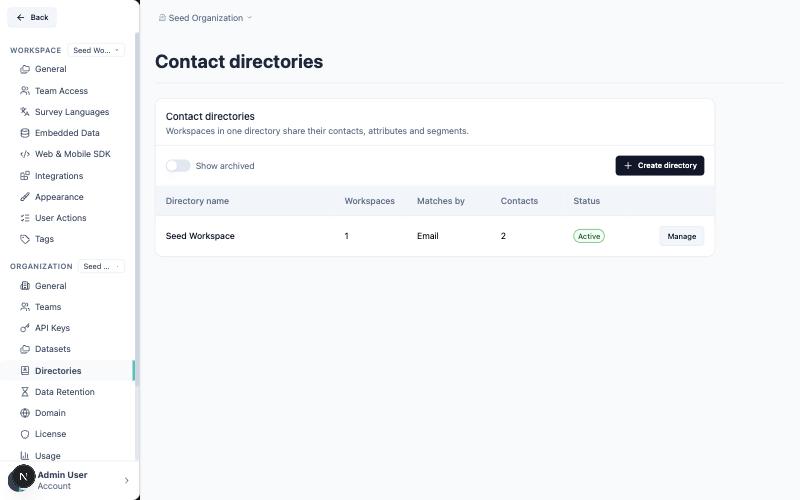 Back
WORKSPACE
Seed Wo...
General
Team Access
Survey Languages
Embedded Data
Web & Mobile SDK
Integrations
Appearance
User Actions
Tags
ORGANIZATION
Seed ...
General
Teams
API Keys
Datasets
Directories
Data Retention
Domain
License
Usage
N
Admin User
Account
Seed Organization
Contact directories
Contact directories
Workspaces in one directory share their contacts, attributes and segments.
Show archived
Create directory
Directory name Workspaces Matches by Contacts Status
Seed Workspace 1 Email 2 Active Manage